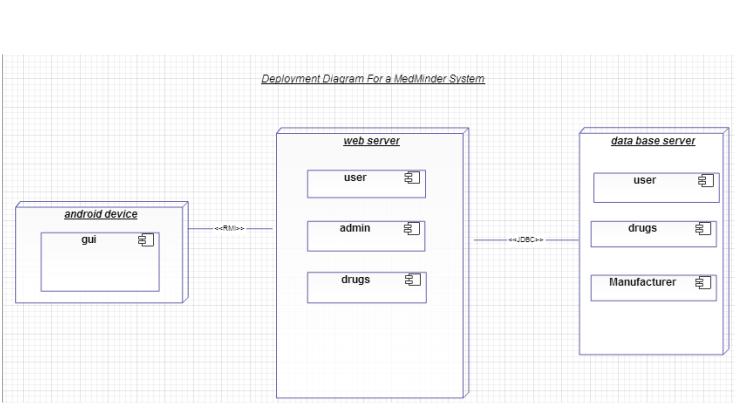 Deployment Diagram For a MedMinder System
android device
gui
<<RMI>>
web server
user
admin
drugs
<<JDBC>>
data base server
user
drugs
Manufacturer